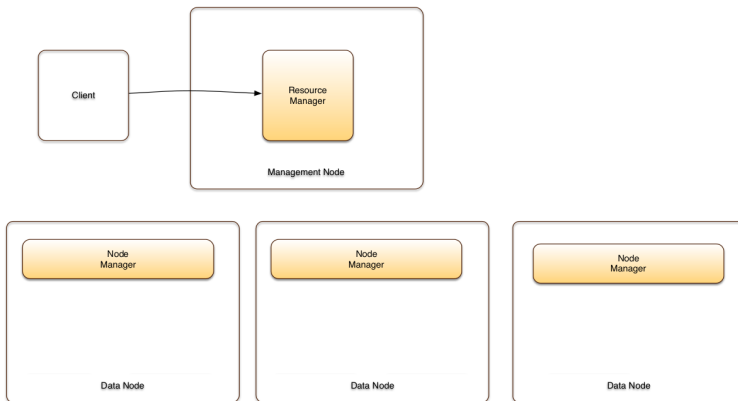 Client
Resource
Manager
Management Node
Node
Manager
Node
Manager
Node
Manager
Data Node
Data Node
Data Node